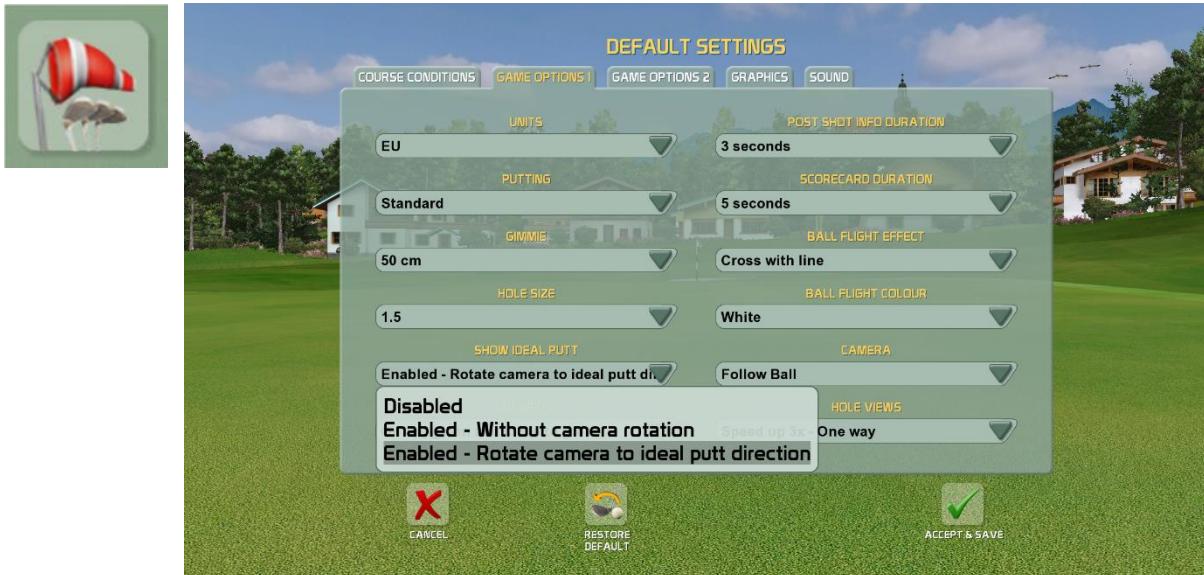 DEFAULT SETTINGS
COURSE CONDITIONS
GAME OPTIONS 1
GAME OPTIONS 2
GRAPHICS
SOUND
UNITS
EU
PUTTING
Standard
GIMMIE
50 cm
HOLE SIZE
1.5
SHOW IDEAL PUTT
Enabled - Rotate camera to ideal putt
Disabled
Enabled - Without camera rotation
Enabled - Rotate camera to ideal putt direction
POST SHOT INFO DURATION
3 seconds
SCORECARD DURATION
5 seconds
BALL FLIGHT EFFECT
Cross with line
BALL FLIGHT COLOUR
White
CAMERA
Follow Ball
HOLE VIEWS
Speed up 3x - One way
CANCEL
RESTORE
DEFAULT
ACCEPT & SAVE